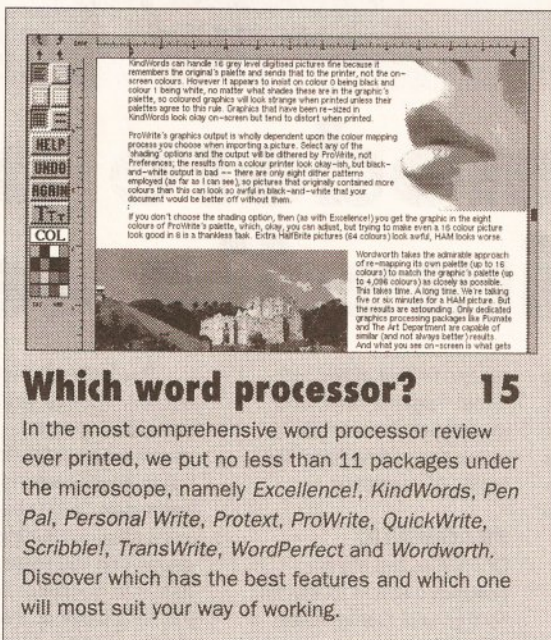 HELP
UNDO
AGAIN
TTT
COL
KindWords can handle 16 grey level digitised pictures fine because it
remembers the original's palette and sends that to the printer, not the on-
screen colours. However it appears to insist on colour 0 being black and
colour 1 being white, no matter what shades these are in the graphic's
palette, so coloured graphics will look strange when printed unless their
palettes agree to this rule. Graphics that have been re-sized in
KindWords look okay on-screen but tend to distort when printed.
ProWrite's graphics output is wholly dependent upon the colour mapping
process you choose when importing a picture. Select any of the
'shading' options and the output will be dithered by ProWrite, not
Preferences; the results from a colour printer look okay-ish, but black-
and-white output is bad -- there are only eight dither patterns
employed (as far as I can see), so pictures that originally contained more
colours than this can look so awful in black-and-white that your
document would be better off without them.
:
If you don't choose the shading option, then (as with Excellence!) you get the graphic in the eight
colours of ProWrite's palette, which, okay, you can adjust, but trying to make even a 16 colour picture
look good in 8 is a thankless task. Extra HalfBrite pictures (64 colours) look awful, HAM looks worse.
Wordworth takes the admirable approach
of re-mapping its own palette (up to 16
colours) to match the graphic's palette (up
to 4,096 colours) as closely as possible.
This takes time. A long time. We're talking
five or six minutes for a HAM picture. But
the results are astounding. Only dedicated
graphics processing packages like Pixmate
and The Art Department are capable of
similar (and not always better) results.
And what you see on-screen is what gets
Which word processor? 15
In the most comprehensive word processor review
ever printed, we put no less than 11 packages under
the microscope, namely Excellence!, KindWords, Pen
Pal, Personal Write, Protext, ProWrite, QuickWrite,
Scribble!, TransWrite, WordPerfect and Wordworth.
Discover which has the best features and which one
will most suit your way of working.